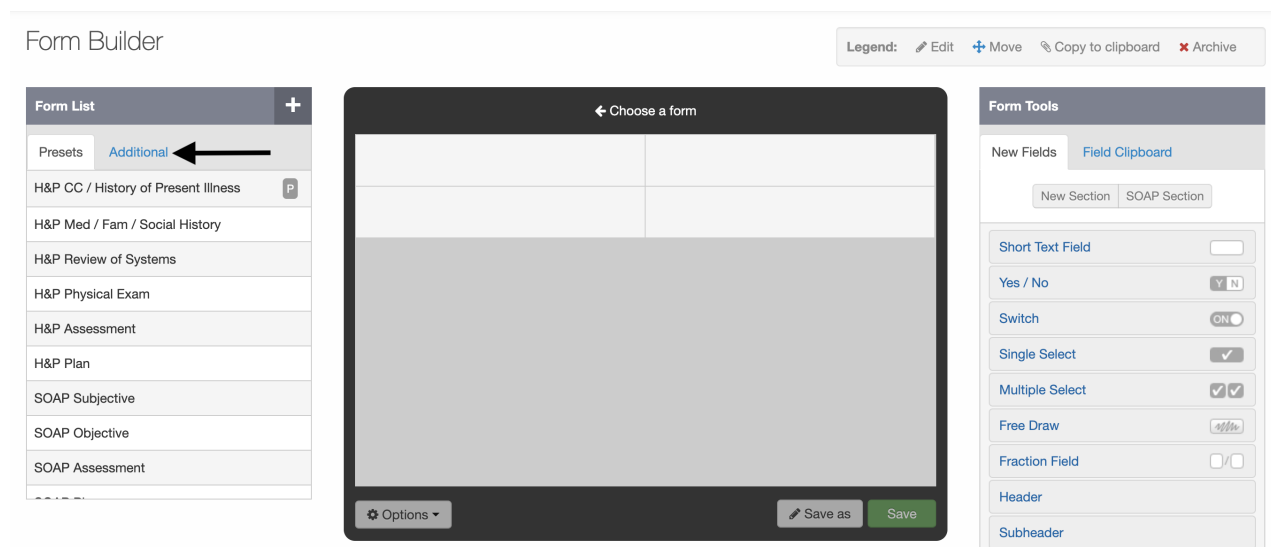 Form Builder
Legend: Edit Move Copy to clipboard Archive
Form List +
Presets Additional
H&P CC / History of Present Illness P
H&P Med / Fam / Social History
H&P Review of Systems
H&P Physical Exam
H&P Assessment
H&P Plan
SOAP Subjective
SOAP Objective
SOAP Assessment
Choose a form
Options
Save as
Save
Form Tools
New Fields Field Clipboard
New Section SOAP Section
Short Text Field
Yes / No Y N
Switch ON
Single Select
Multiple Select
Free Draw
Fraction Field /
Header
Subheader